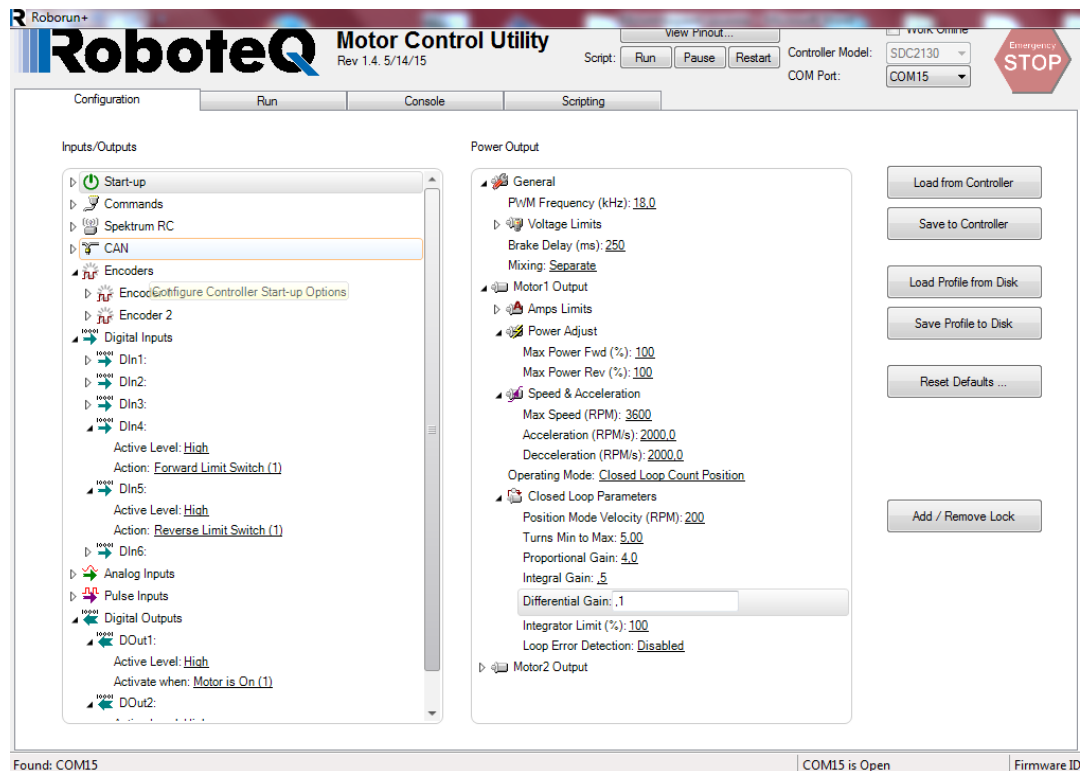 Roborun+
RoboteQ
Motor Control Utility
Rev 1.4. 5/14/15
View Pinout...
Script: Run Pause Restart
Work Offline
Controller Model: SDC2130
COM Port: COM15
Emergency
STOP
Configuration Run Console Scripting
Inputs/Outputs
Start-up
Commands
Spektrum RC
CAN
Encoders
Configure Controller Start-up Options
Encoder 2
Digital Inputs
DIn1:
DIn2:
DIn3:
DIn4:
Active Level: High
Action: Forward Limit Switch (1)
DIn5:
Active Level: High
Action: Reverse Limit Switch (1)
DIn6:
Analog Inputs
Pulse Inputs
Digital Outputs
DOut1:
Active Level: High
Activate when: Motor is On (1)
DOut2:
Power Output
General
PWM Frequency (kHz): 18,0
Voltage Limits
Brake Delay (ms): 250
Mixing: Separate
Motor1 Output
Amps Limits
Power Adjust
Max Power Fwd (%): 100
Max Power Rev (%): 100
Speed & Acceleration
Max Speed (RPM): 3600
Acceleration (RPM/s): 2000,0
Decceleration (RPM/s): 2000,0
Operating Mode: Closed Loop Count Position
Closed Loop Parameters
Position Mode Velocity (RPM): 200
Turns Min to Max: 5,00
Proportional Gain: 4,0
Integral Gain: ,5
Differential Gain: ,1
Integrator Limit (%): 100
Loop Error Detection: Disabled
Motor2 Output
Load from Controller
Save to Controller
Load Profile from Disk
Save Profile to Disk
Reset Defaults ...
Add / Remove Lock
Found: COM15
COM15 is Open
Firmware ID